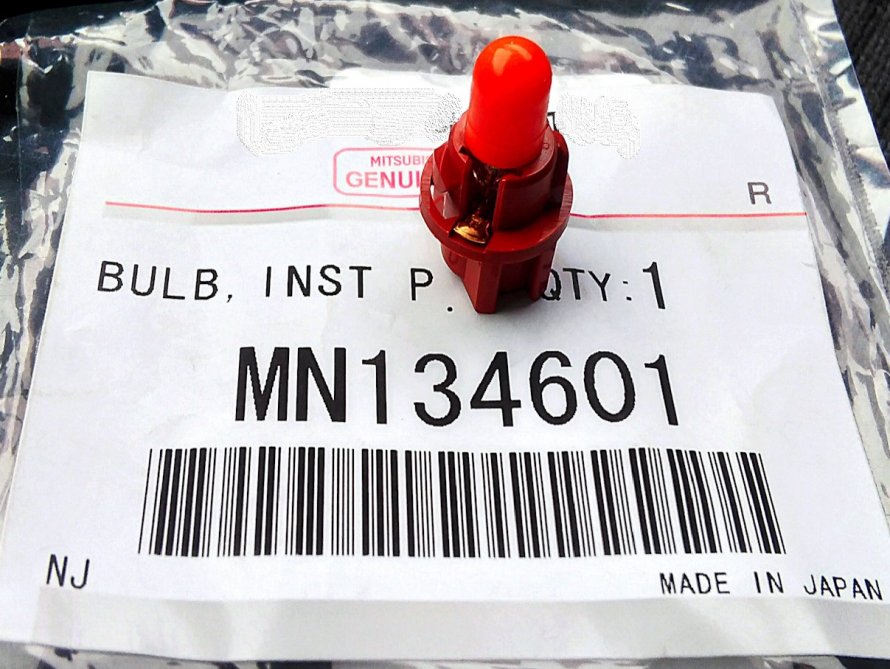 MITSUBI
GENUI
R
BULB, INST P. QTY:1
MN134601
NJ
MADE IN JAPAN